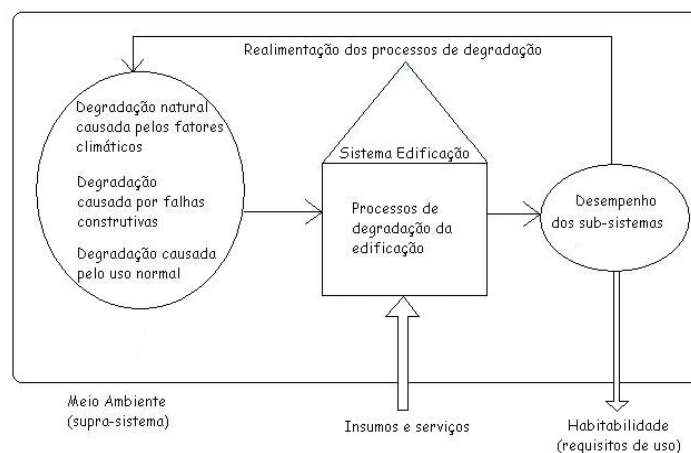 Realimentação dos processos de degradação
Degradação natural
causada pelos fatores
climáticos
Degradação
causada por falhas
construtivas
Degradação causada
pelo uso normal
Sistema Edificação
Processos de
degradação da
edificação
Desempenho
dos sub-sistemas
Meio Ambiente
(supra-sistema)
Insumos e serviços
Habitabilidade
(requisitos de uso)